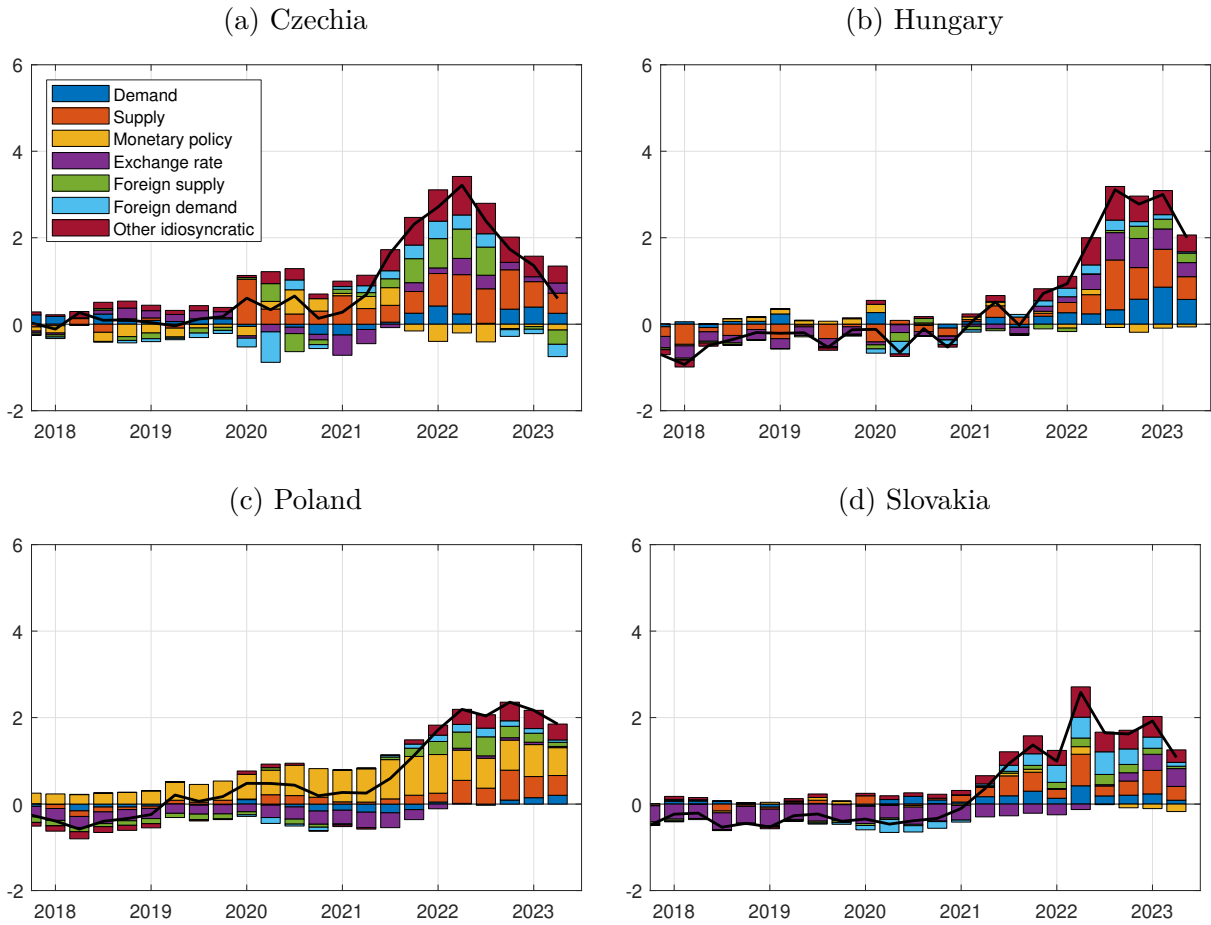 (a) Czechia
6
4
2
0
-2
2018 2019 2020 2021 2022 2023
Demand
Supply
Monetary policy
Exchange rate
Foreign supply
Foreign demand
Other idiosyncratic
(b) Hungary
6
4
2
0
-2
2018 2019 2020 2021 2022 2023
(c) Poland
6
4
2
0
-2
2018 2019 2020 2021 2022 2023
(d) Slovakia
6
4
2
0
-2
2018 2019 2020 2021 2022 2023